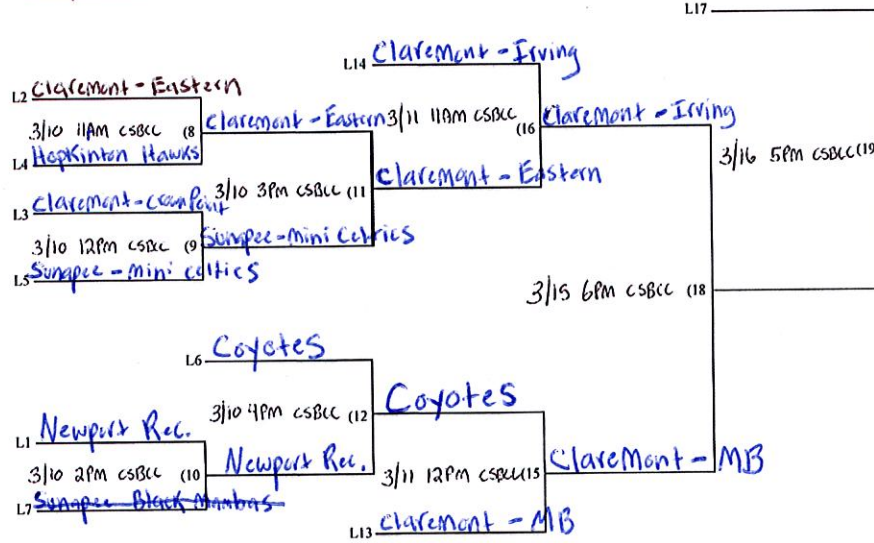 L17
L14 Claremont - Irving
L2 Claremont - Eastern
3/10 11AM CSBCC (8
Claremont - Eastern
3/11 11AM CSBCC (16
Claremont - Irving
L4 Hopkinton Hawks
3/16 5PM CSBCC (19
L3 Claremont - CrownPoint
3/10 3PM CSBCC (11
Claremont - Eastern
3/10 12PM CSBCC (9
Sunapee - Mini Celtics
L5 Sunapee - Mini Celtics
3/15 6PM CSBCC (18
L6 Coyotes
3/10 4PM CSBCC (12
Coyotes
L1 Newport Rec.
3/10 2PM CSBCC (10
Newport Rec.
3/11 12PM CSBCC (15
Claremont - MB
L7 Sunapee Black Mambas
L13 Claremont - MB